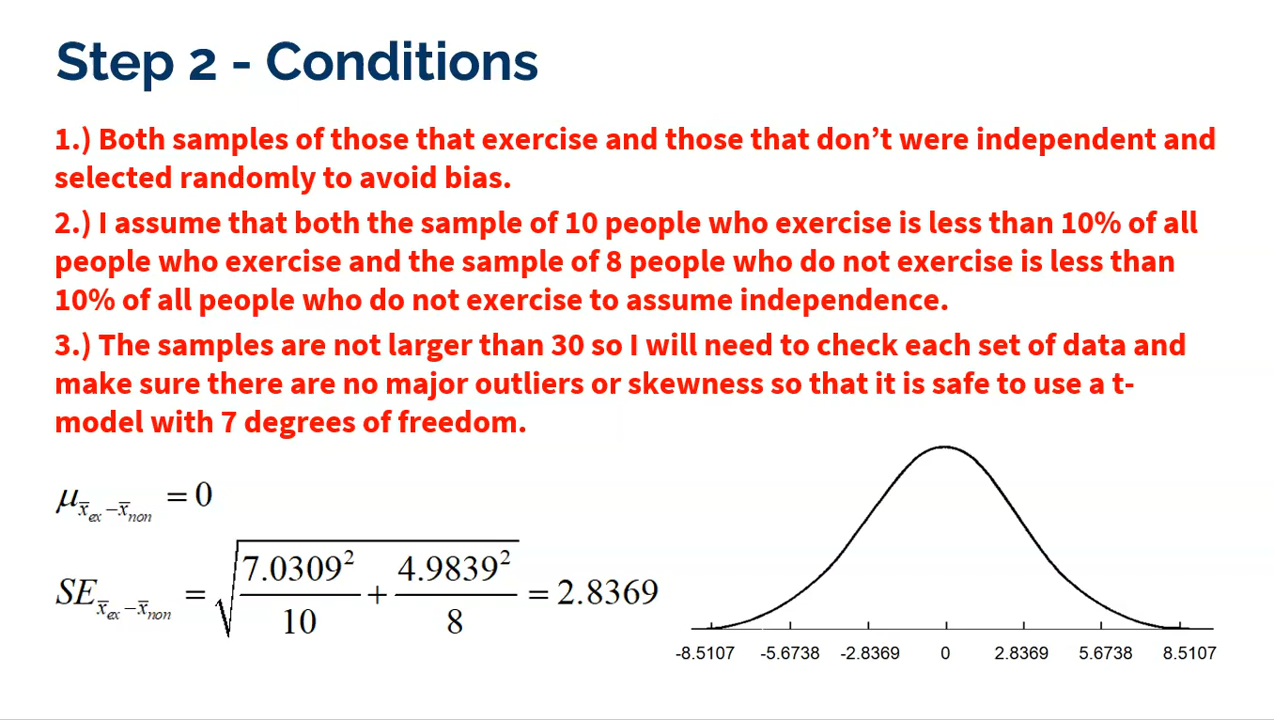 Step 2 - Conditions
1.) Both samples of those that exercise and those that don’t were independent and
selected randomly to avoid bias.
2.) I assume that both the sample of 10 people who exercise is less than 10% of all
people who exercise and the sample of 8 people who do not exercise is less than
10% of all people who do not exercise to assume independence.
3.) The samples are not larger than 30 so I will need to check each set of data and
make sure there are no major outliers or skewness so that it is safe to use a t-
model with 7 degrees of freedom.
μ_{x̄_{ex} − x̄_{non}} = 0
SE_{x̄_{ex} − x̄_{non}} = √(7.0309²/10 + 4.9839²/8) = 2.8369
-8.5107 -5.6738 -2.8369 0 2.8369 5.6738 8.5107